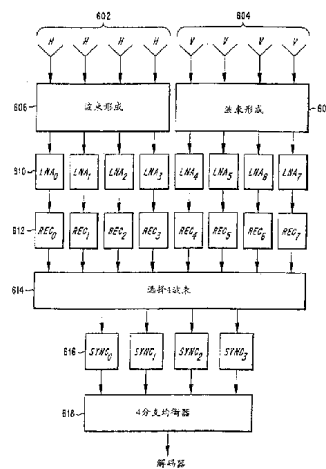 602 604
H H H H V V V V
606 波束形成 波束形成 60
610 LNA0 LNA1 LNA2 LNA3 LNA4 LNA5 LNA6 LNA7
612 REC0 REC1 REC2 REC3 REC4 REC5 REC6 REC7
614 选择4波束
616 SYNC0 SYNC1 SYNC2 SYNC3
618 4分支均衡器
解码器